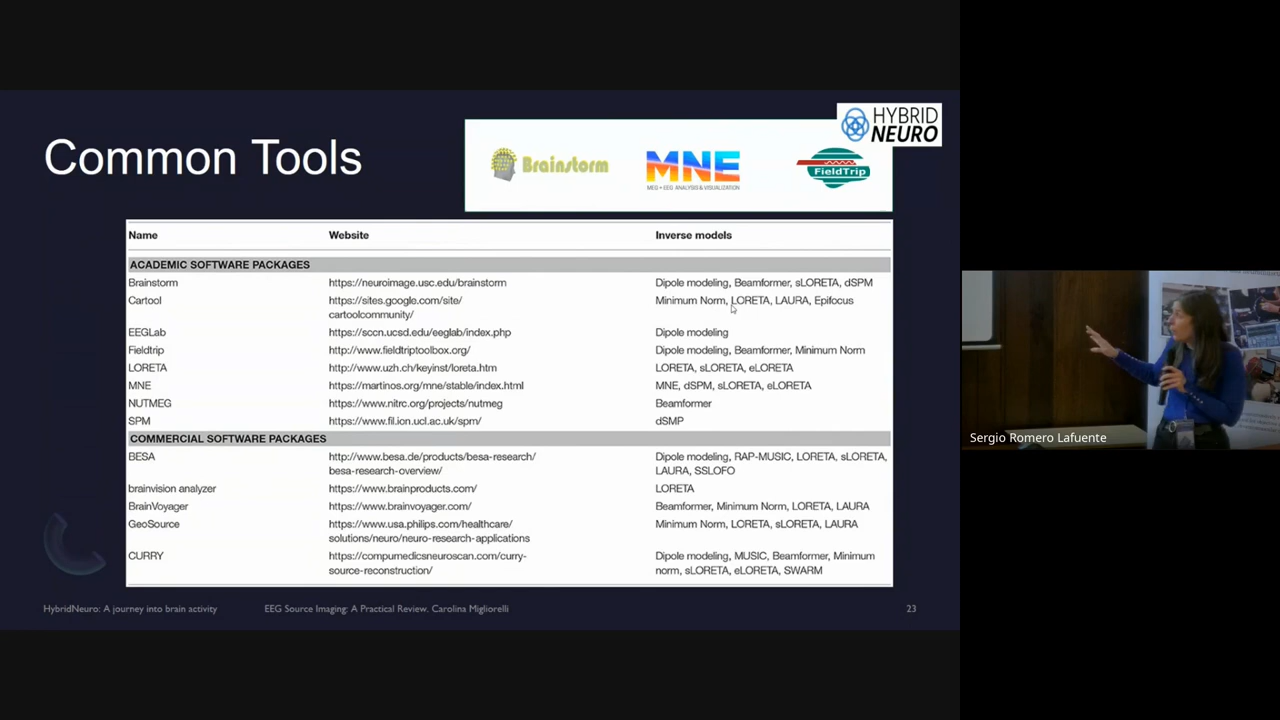 HYBRID
NEURO
Common Tools
Brainstorm
MNE
MEG + EEG ANALYSIS & VISUALIZATION
FieldTrip
Name Website Inverse models
ACADEMIC SOFTWARE PACKAGES
Brainstorm https://neuroimage.usc.edu/brainstorm Dipole modeling, Beamformer, sLORETA, dSPM
Cartool https://sites.google.com/site/ Minimum Norm, LORETA, LAURA, Epifocus
cartoolcommunity/
EEGLab https://sccn.ucsd.edu/eeglab/index.php Dipole modeling
Fieldtrip http://www.fieldtriptoolbox.org/ Dipole modeling, Beamformer, Minimum Norm
LORETA http://www.uzh.ch/keyinst/loreta.htm LORETA, sLORETA, eLORETA
MNE https://martinos.org/mne/stable/index.html MNE, dSPM, sLORETA, eLORETA
NUTMEG https://www.nitrc.org/projects/nutmeg Beamformer
SPM https://www.fil.ion.ucl.ac.uk/spm/ dSMP
COMMERCIAL SOFTWARE PACKAGES
BESA http://www.besa.de/products/besa-research/ Dipole modeling, RAP-MUSIC, LORETA, sLORETA,
besa-research-overview/ LAURA, SSLOFO
brainvision analyzer https://www.brainproducts.com/ LORETA
BrainVoyager https://www.brainvoyager.com/ Beamformer, Minimum Norm, LORETA, LAURA
GeoSource https://www.usa.philips.com/healthcare/ Minimum Norm, LORETA, sLORETA, LAURA
solutions/neuro/neuro-research-applications
CURRY https://compumedicsneuroscan.com/curry- Dipole modeling, MUSIC, Beamformer, Minimum
source-reconstruction/ norm, sLORETA, eLORETA, SWARM
HybridNeuro: A journey into brain activity EEG Source Imaging: A Practical Review. Carolina Migliorelli 23
Sergio Romero Lafuente